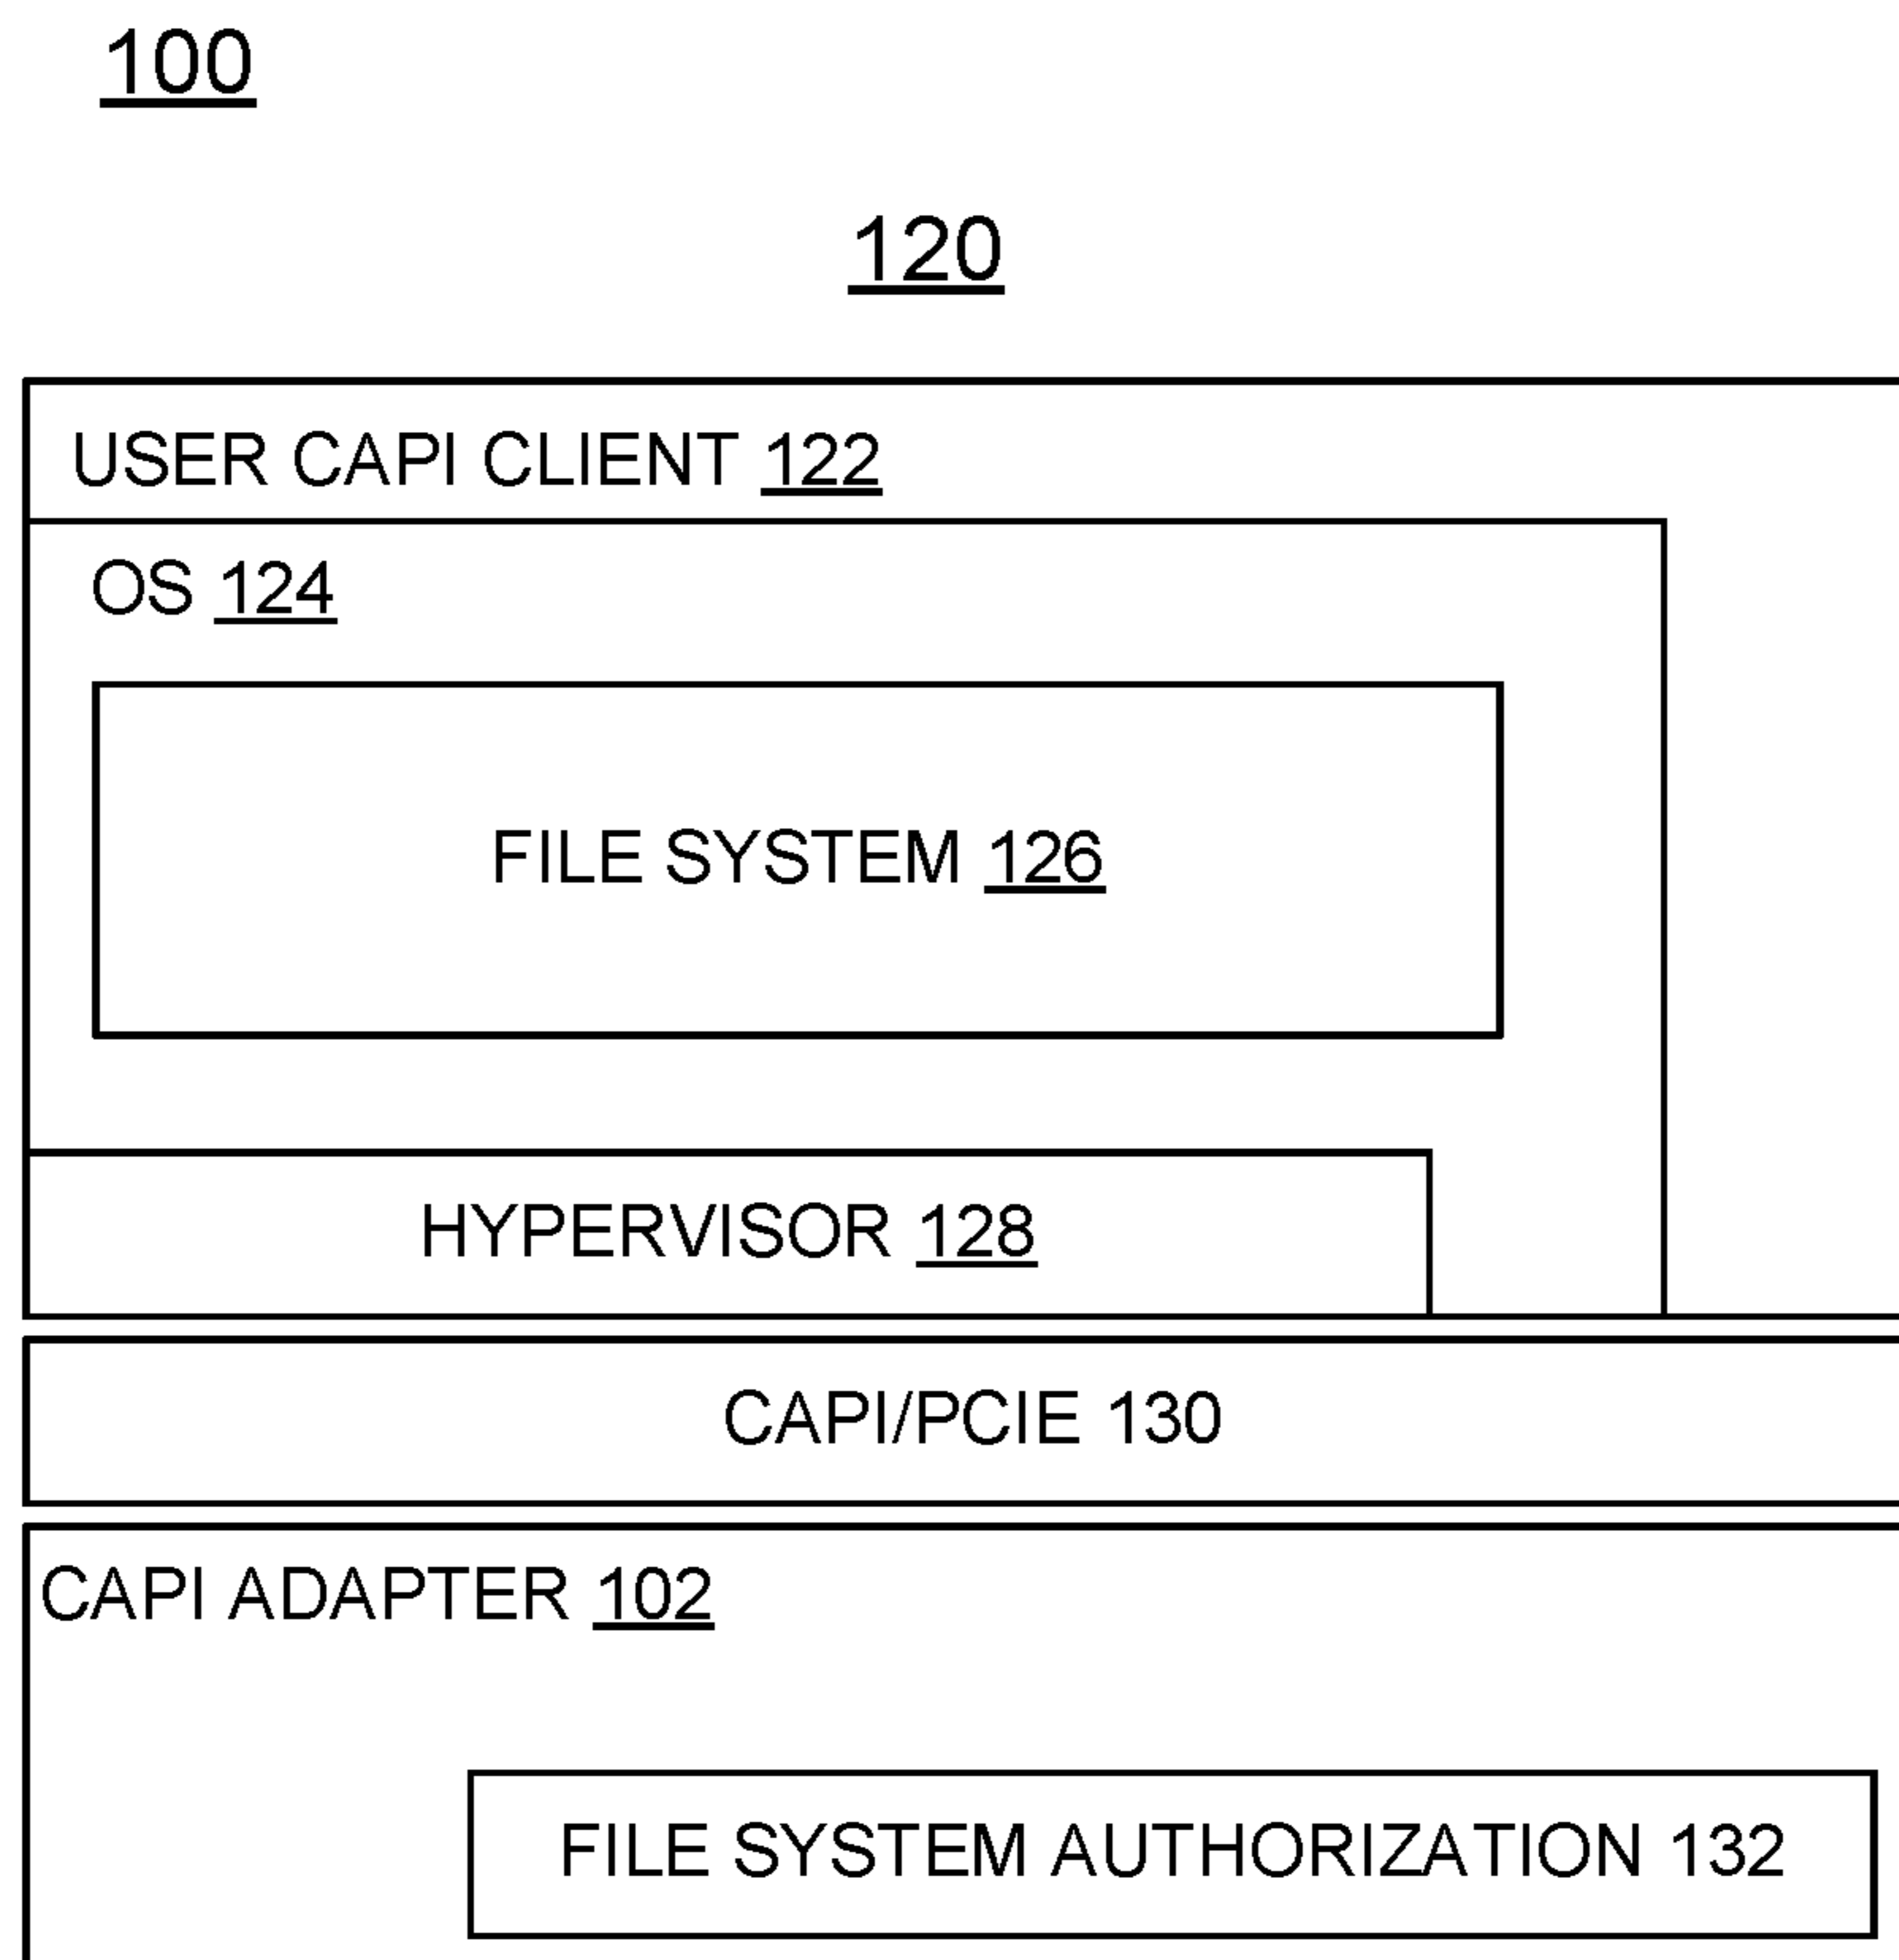 100
120
USER CAPI CLIENT 122
OS 124
FILE SYSTEM 126
HYPERVISOR 128
CAPI/PCIE 130
CAPI ADAPTER 102
FILE SYSTEM AUTHORIZATION 132